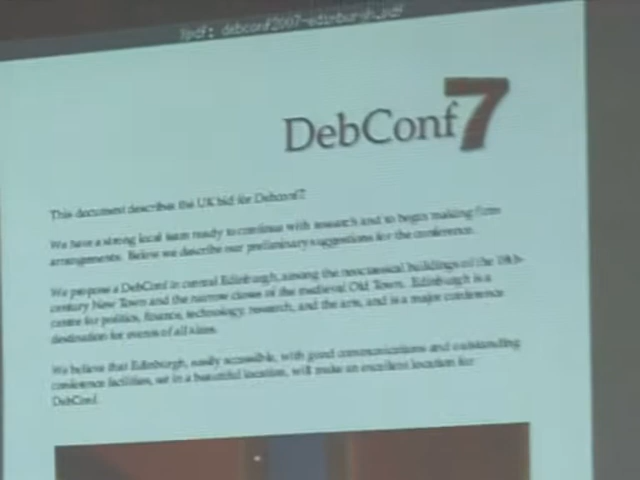 Xpdf: debconf2007-edinburgh.pdf
DebConf7
This document describes the UK bid for Debconf7
We have a strong local team ready to continue with research and to begin making firm
arrangements. Below we describe our preliminary suggestions for the conference.
We propose a DebConf in central Edinburgh, among the neoclassical buildings of the 18th-
century New Town and the narrow closes of the medieval Old Town. Edinburgh is a
centre for politics, finance, technology, research, and the arts, and is a major conference
destination for events of all sizes.
We believe that Edinburgh, easily accessible, with good communications and outstanding
conference facilities, set in a beautiful location, will make an excellent location for
DebConf.